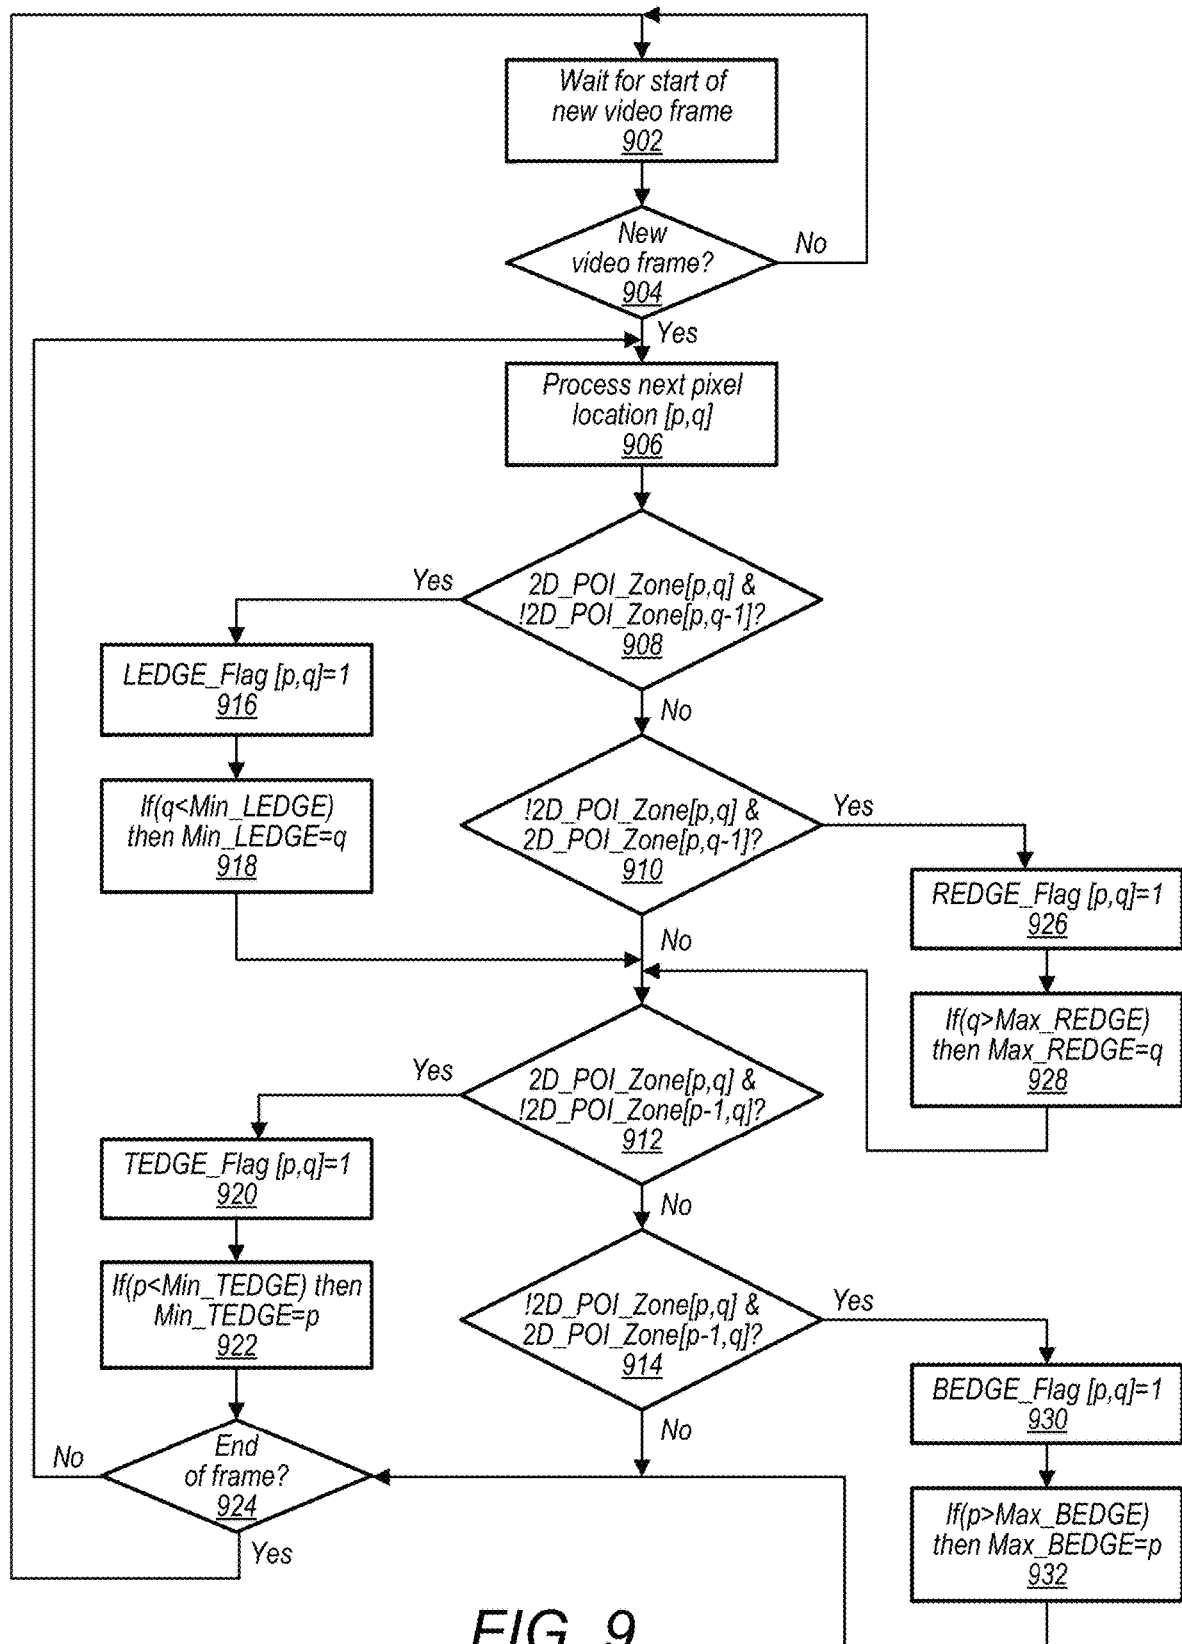 Wait for start of
new video frame
902
New
video frame?
904
No
Yes
Process next pixel
location [p,q]
906
2D_POI_Zone[p,q] &
!2D_POI_Zone[p,q-1]?
908
Yes
No
LEDGE_Flag [p,q]=1
916
If(q<Min_LEDGE)
then Min_LEDGE=q
918
!2D_POI_Zone[p,q] &
2D_POI_Zone[p,q-1]?
910
Yes
No
REDGE_Flag [p,q]=1
926
If(q>Max_REDGE)
then Max_REDGE=q
928
2D_POI_Zone[p,q] &
!2D_POI_Zone[p-1,q]?
912
Yes
No
TEDGE_Flag [p,q]=1
920
If(p<Min_TEDGE) then
Min_TEDGE=p
922
!2D_POI_Zone[p,q] &
2D_POI_Zone[p-1,q]?
914
Yes
No
BEDGE_Flag [p,q]=1
930
If(p>Max_BEDGE)
then Max_BEDGE=p
932
End
of frame?
924
No
Yes
FIG. 9